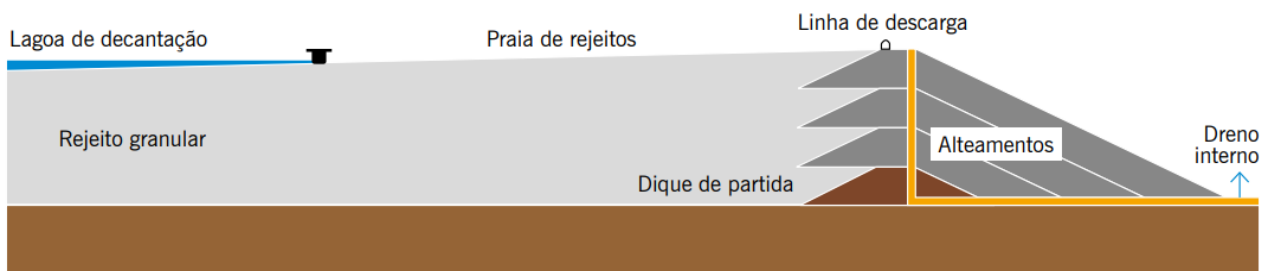 Linha de descarga
Lagoa de decantação
Praia de rejeitos
Rejeito granular
Alteamentos
Dreno
interno
Dique de partida